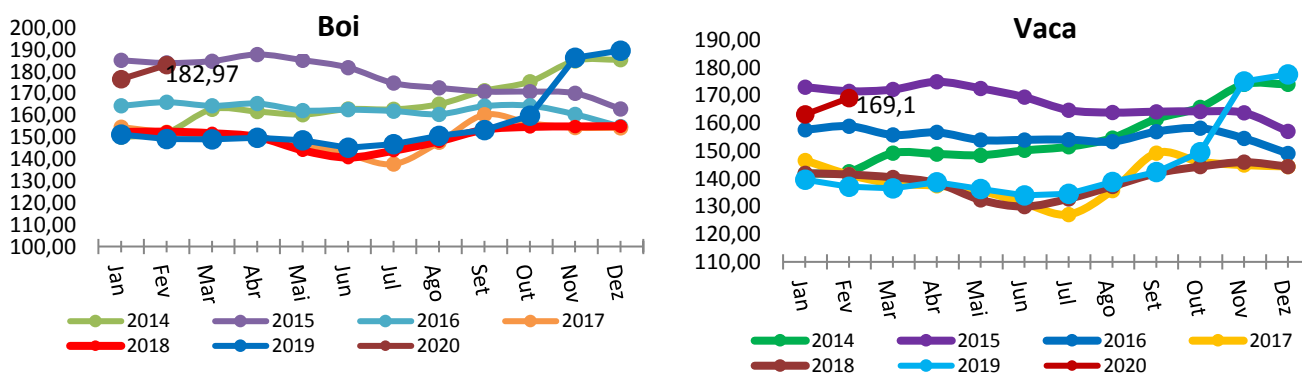 Boi
200,00
190,00
180,00
170,00
160,00
150,00
140,00
130,00
120,00
110,00
100,00
182,97
Jan Fev Mar Abr Mai Jun Jul Ago Set Out Nov Dez
2014 2015 2016 2017
2018 2019 2020
Vaca
190,00
180,00
170,00
160,00
150,00
140,00
130,00
120,00
110,00
169,1
Jan Fev Mar Abr Mai Jun Jul Ago Set Out Nov Dez
2014 2015 2016 2017
2018 2019 2020